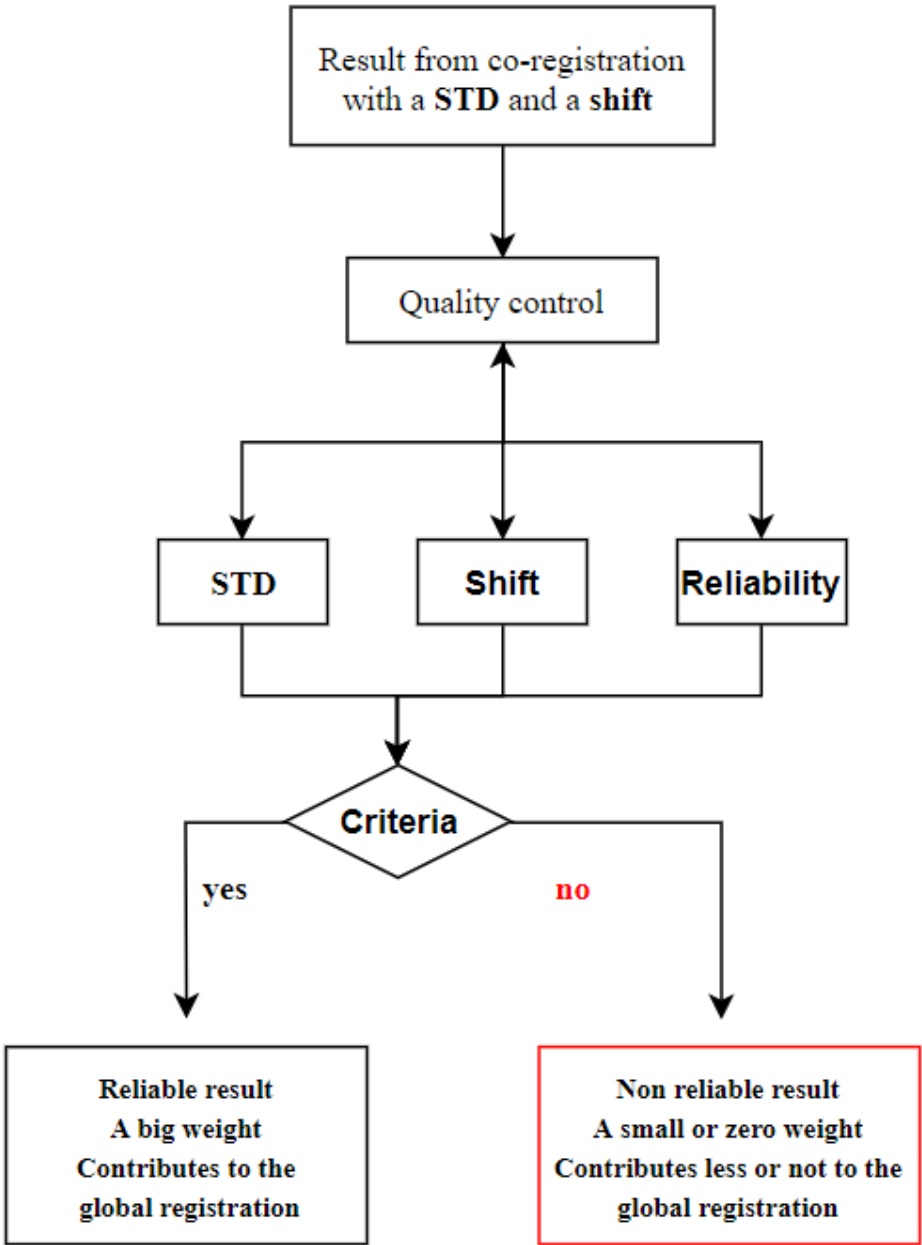 Result from co-registration
with a STD and a shift
Quality control
STD
Shift
Reliability
Criteria
yes
no
Reliable result
A big weight
Contributes to the
global registration
Non reliable result
A small or zero weight
Contributes less or not to the
global registration